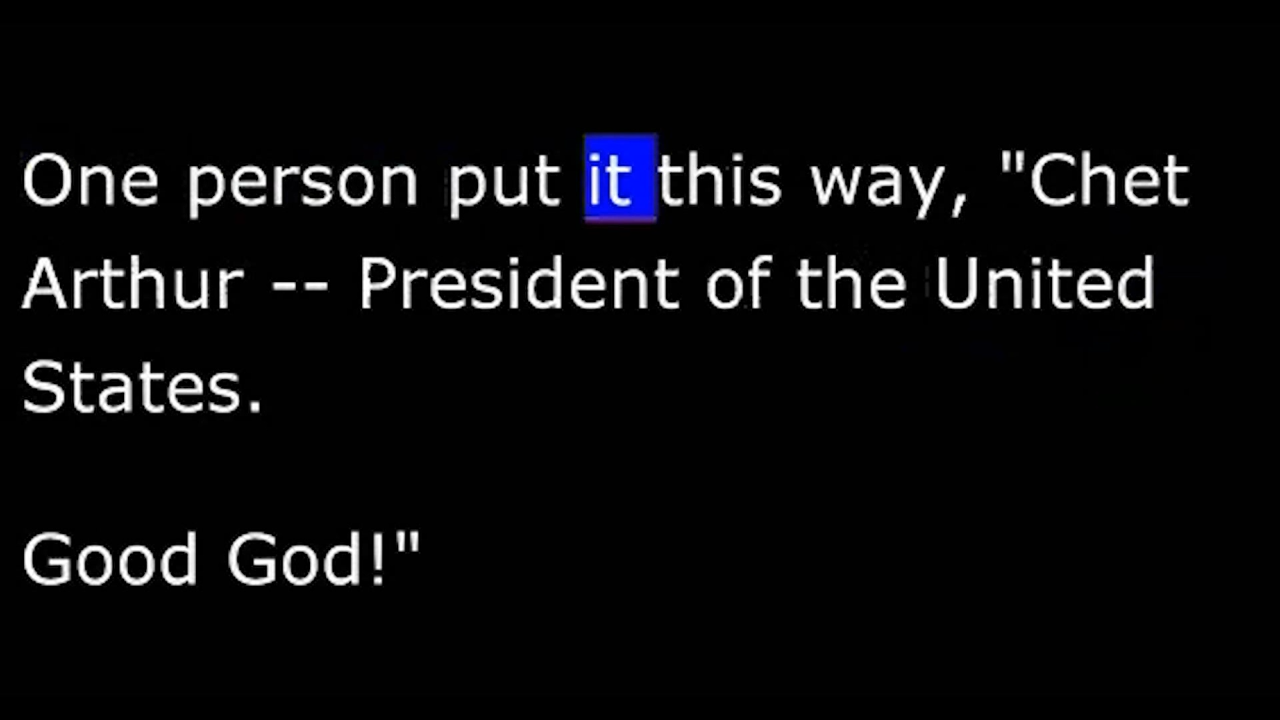 One person put it this way, "Chet
Arthur -- President of the United
States.
Good God!"